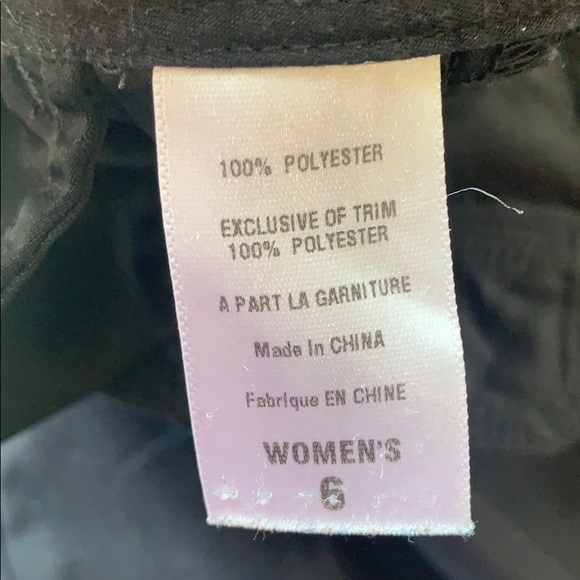 100% POLYESTER
EXCLUSIVE OF TRIM
100% POLYESTER
A PART LA GARNITURE
Made In CHINA
Fabrique EN CHINE
WOMEN'S
6